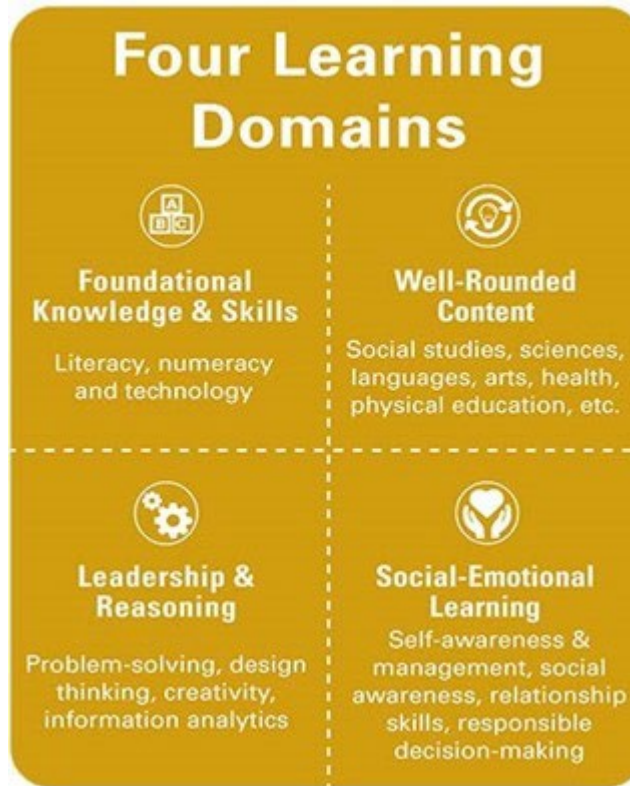 Four Learning
Domains
A
B C
Foundational
Knowledge & Skills
Literacy, numeracy
and technology
Well-Rounded
Content
Social studies, sciences,
languages, arts, health,
physical education, etc.
Leadership &
Reasoning
Problem-solving, design
thinking, creativity,
information analytics
Social-Emotional
Learning
Self-awareness &
management, social
awareness, relationship
skills, responsible
decision-making